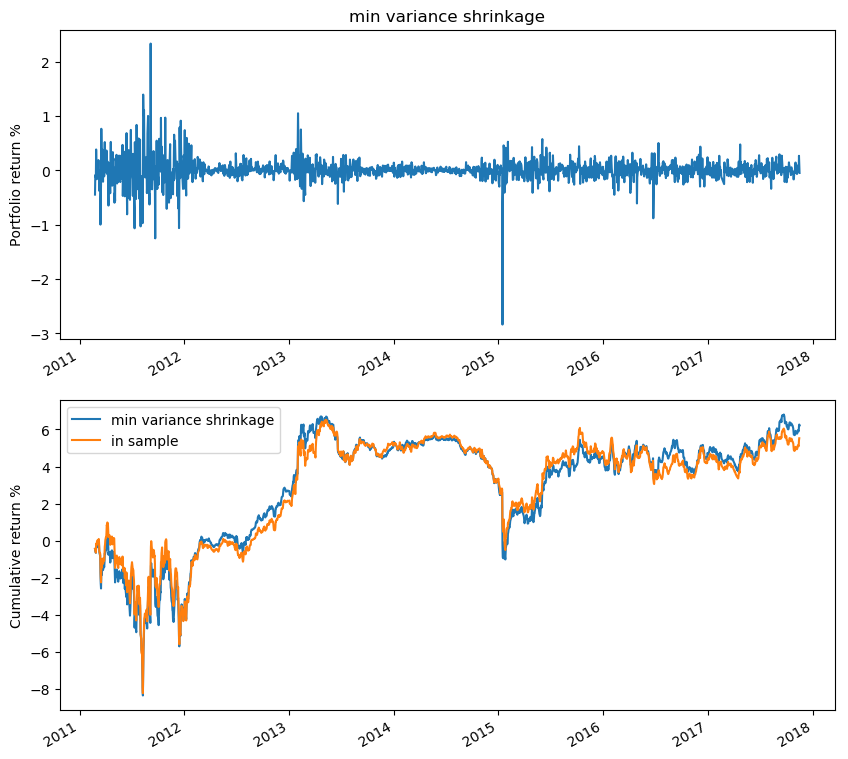 min variance shrinkage
Portfolio return %
2
1
0
−1
−2
−3
2011 2012 2013 2014 2015 2016 2017 2018
min variance shrinkage
in sample
Cumulative return %
6
4
2
0
−2
−4
−6
−8
2011 2012 2013 2014 2015 2016 2017 2018